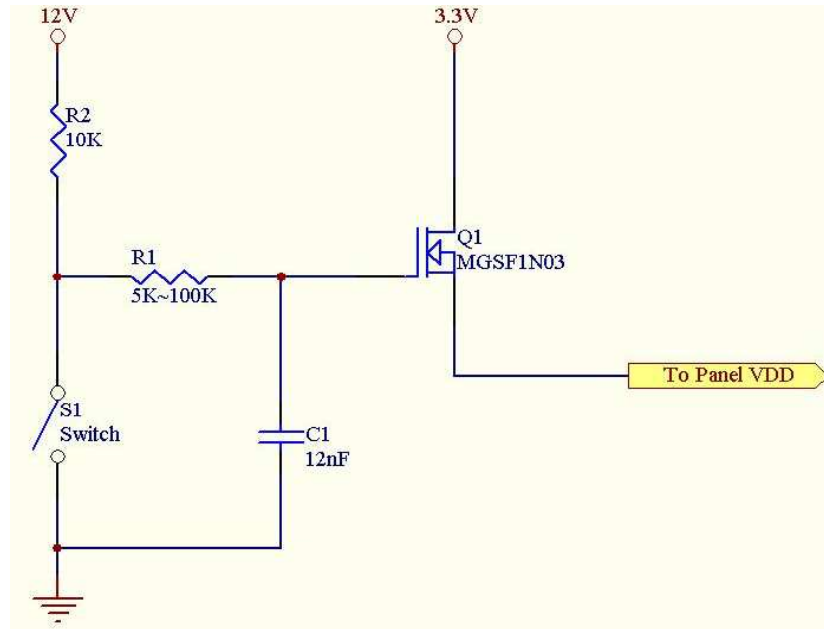 12V
3.3V
R2
10K
R1
5K~100K
Q1
MGSF1N03
To Panel VDD
S1
Switch
C1
12nF